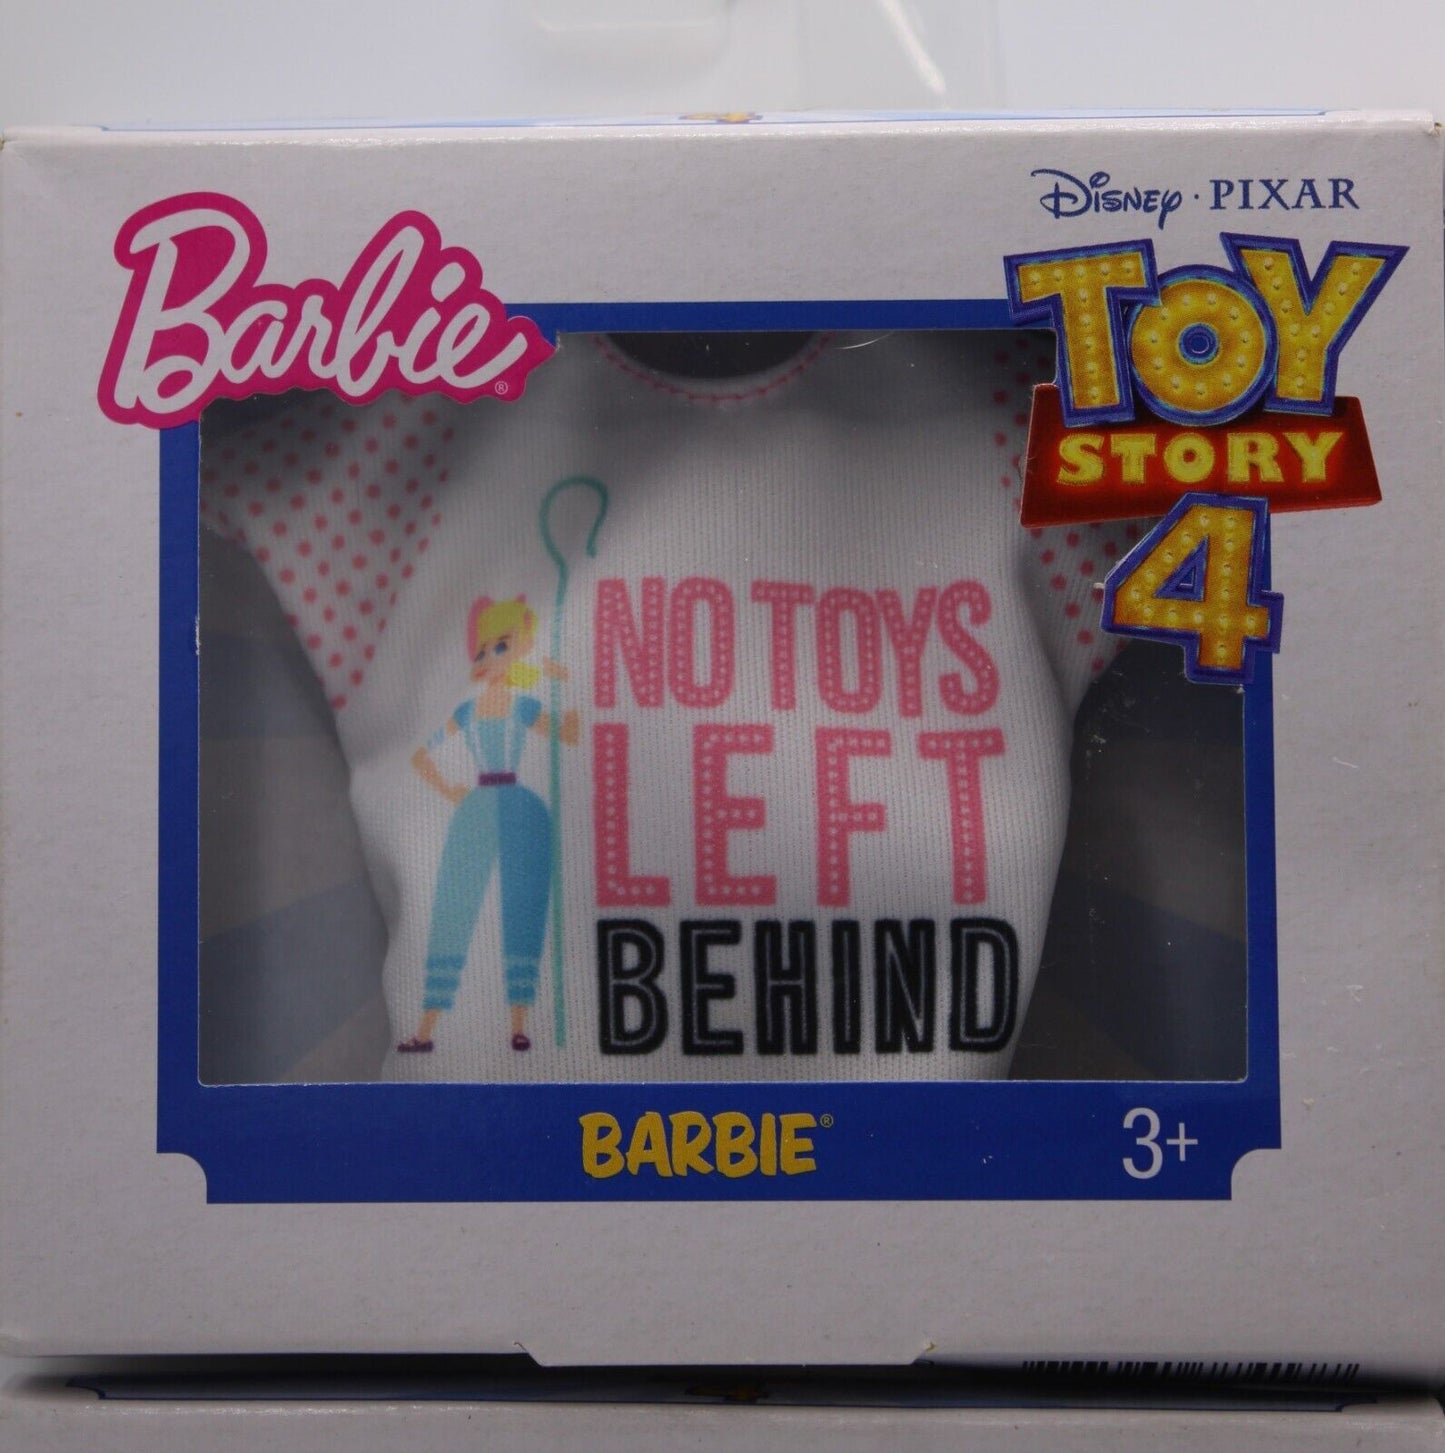 Disney · PIXAR
Barbie®
TOY
STORY
4
NO TOYS
LEFT
BEHIND
BARBIE®
3+